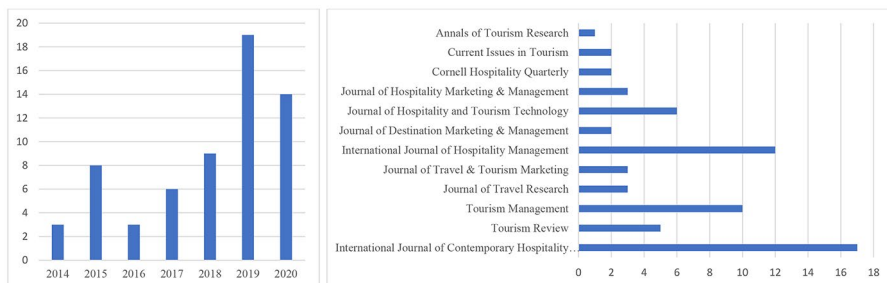 20
18
16
14
12
10
8
6
4
2
0
2014 2015 2016 2017 2018 2019 2020
Annals of Tourism Research
Current Issues in Tourism
Cornell Hospitality Quarterly
Journal of Hospitality Marketing & Management
Journal of Hospitality and Tourism Technology
Journal of Destination Marketing & Management
International Journal of Hospitality Management
Journal of Travel & Tourism Marketing
Journal of Travel Research
Tourism Management
Tourism Review
International Journal of Contemporary Hospitality…
0 2 4 6 8 10 12 14 16 18